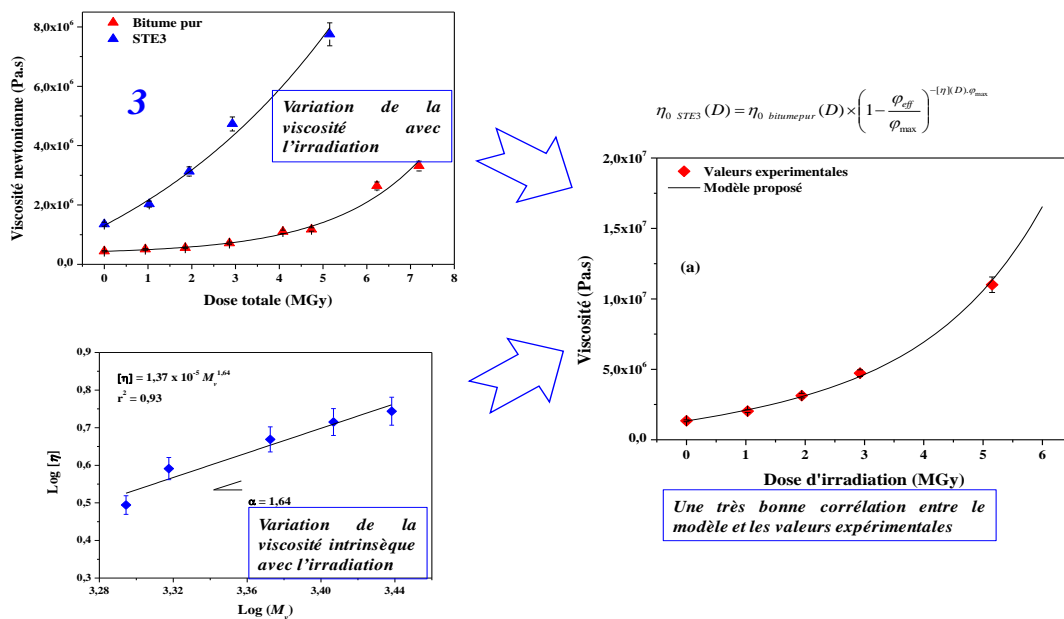 Bitume pur
STE3
3
Variation de la
viscosité avec
l'irradiation
Viscosité newtonienne (Pa.s)
8,0x10⁶
6,0x10⁶
4,0x10⁶
2,0x10⁶
0,0
0 1 2 3 4 5 6 7 8
Dose totale (MGy)
[η] = 1,37 x 10⁻⁵ Mᵥ¹,⁶⁴
r² = 0,93
α = 1,64
Variation de la
viscosité intrinsèque
avec l'irradiation
Log [η]
0,9
0,8
0,7
0,6
0,5
0,4
0,3
3,28 3,32 3,36 3,40 3,44
Log (Mᵥ)
η₀ STE3(D) = η₀ bitumepur(D) × (1 − φeff/φmax)^−[η](D).φmax
Valeurs experimentales
Modèle proposé
(a)
Viscosité (Pa.s)
2,0x10⁷
1,5x10⁷
1,0x10⁷
5,0x10⁶
0,0
0 1 2 3 4 5 6
Dose d'irradiation (MGy)
Une très bonne corrélation entre le
modèle et les valeurs expérimentales